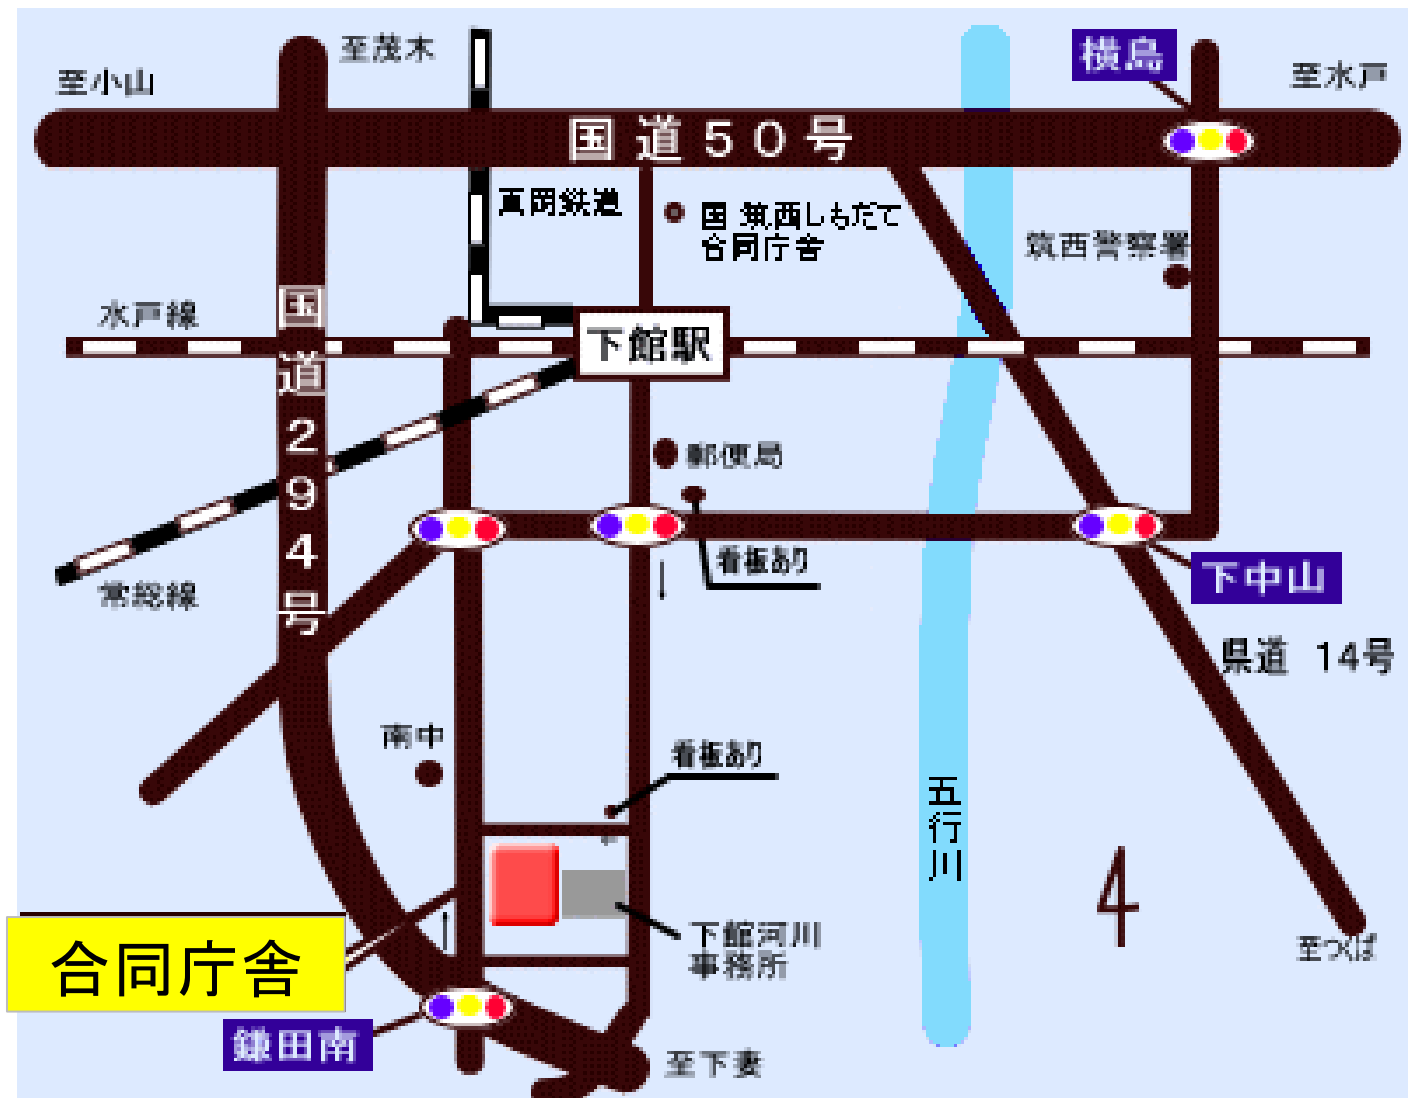 至茂木
横島
至小山
至水戸
国道50号
真岡鉄道
国 筑西しもだて
合同庁舎
筑西警察署
水戸線
国道294号
下館駅
郵便局
看板あり
下中山
常総線
県道 14号
南中
看板あり
五行川
下館河川
事務所
合同庁舎
至つくば
鎌田南
至下妻